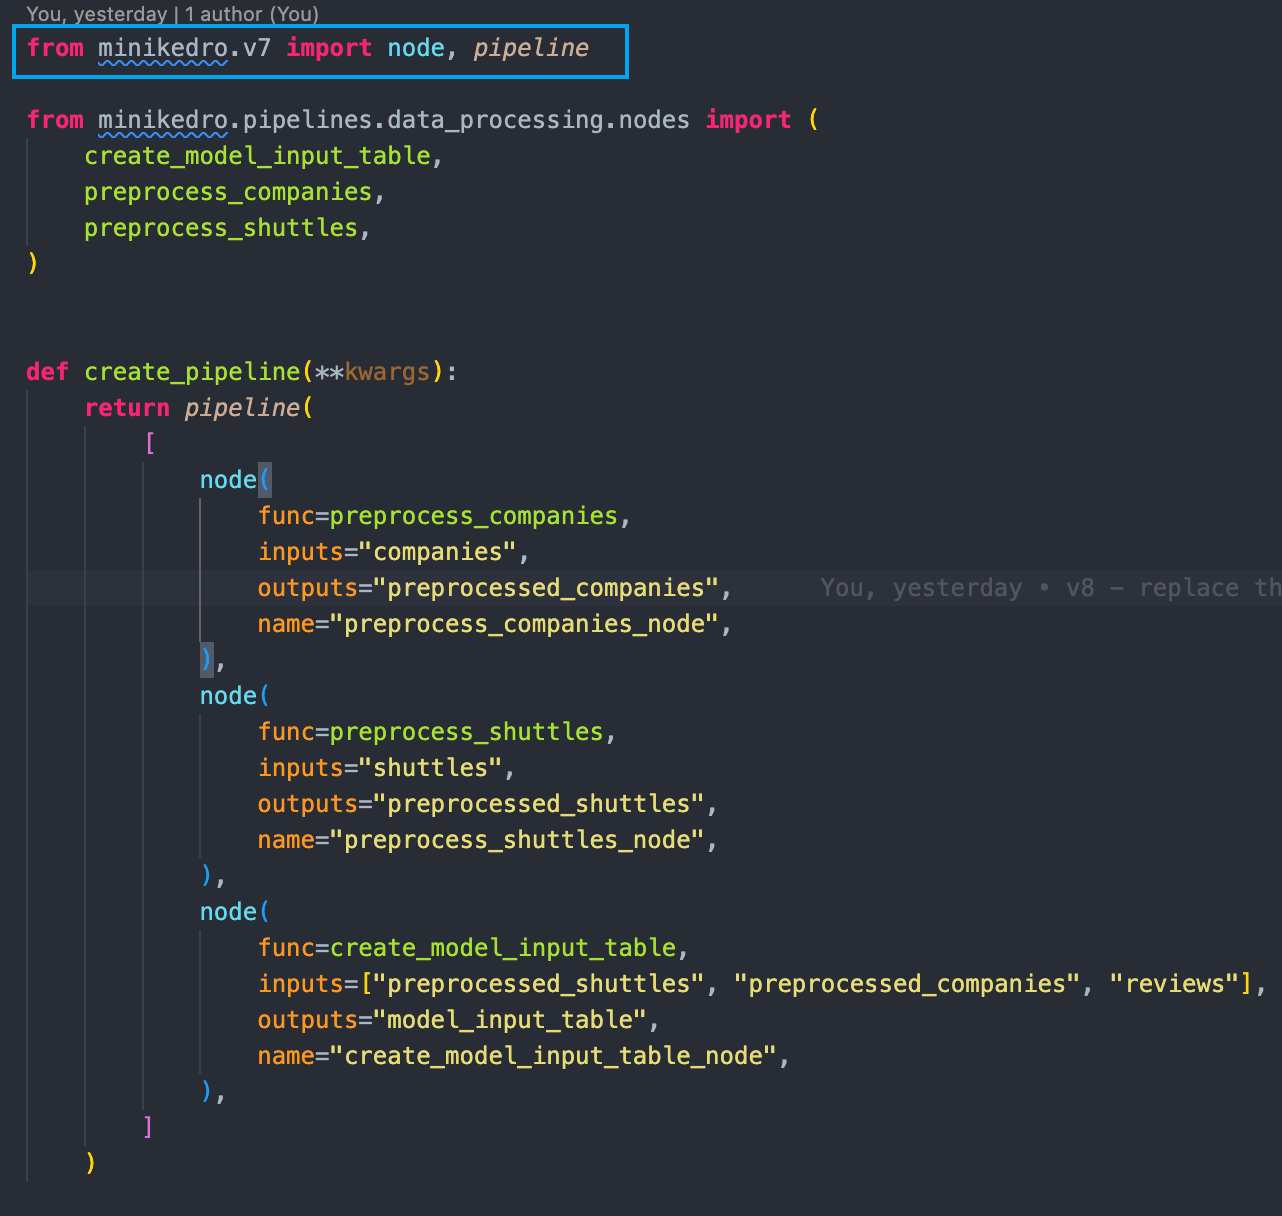 You, yesterday | 1 author (You)
from minikedro.v7 import node, pipeline
from minikedro.pipelines.data_processing.nodes import (
    create_model_input_table,
    preprocess_companies,
    preprocess_shuttles,
)
def create_pipeline(**kwargs):
    return pipeline(
        [
            node(
                func=preprocess_companies,
                inputs="companies",
                outputs="preprocessed_companies", You, yesterday • v8 – replace th
                name="preprocess_companies_node",
            ),
            node(
                func=preprocess_shuttles,
                inputs="shuttles",
                outputs="preprocessed_shuttles",
                name="preprocess_shuttles_node",
            ),
            node(
                func=create_model_input_table,
                inputs=["preprocessed_shuttles", "preprocessed_companies", "reviews"],
                outputs="model_input_table",
                name="create_model_input_table_node",
            ),
        ]
    )